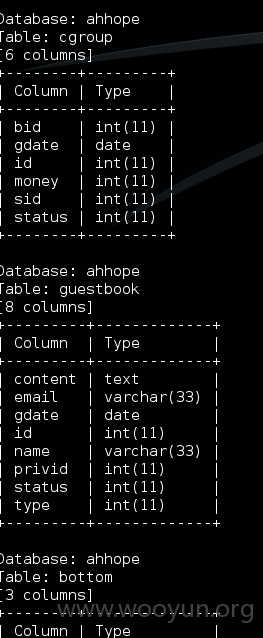 Database: ahhope
Table: cgroup
[6 columns]
+--------+---------+
| Column | Type    |
+--------+---------+
| bid    | int(11) |
| gdate  | date    |
| id     | int(11) |
| money  | int(11) |
| sid    | int(11) |
| status | int(11) |
+--------+---------+
Database: ahhope
Table: guestbook
[8 columns]
+---------+-------------+
| Column  | Type        |
+---------+-------------+
| content | text        |
| email   | varchar(33) |
| gdate   | date        |
| id      | int(11)     |
| name    | varchar(33) |
| privid  | int(11)     |
| status  | int(11)     |
| type    | int(11)     |
+---------+-------------+
Database: ahhope
Table: bottom
[3 columns]
www.wooyun.org
| Column | Type